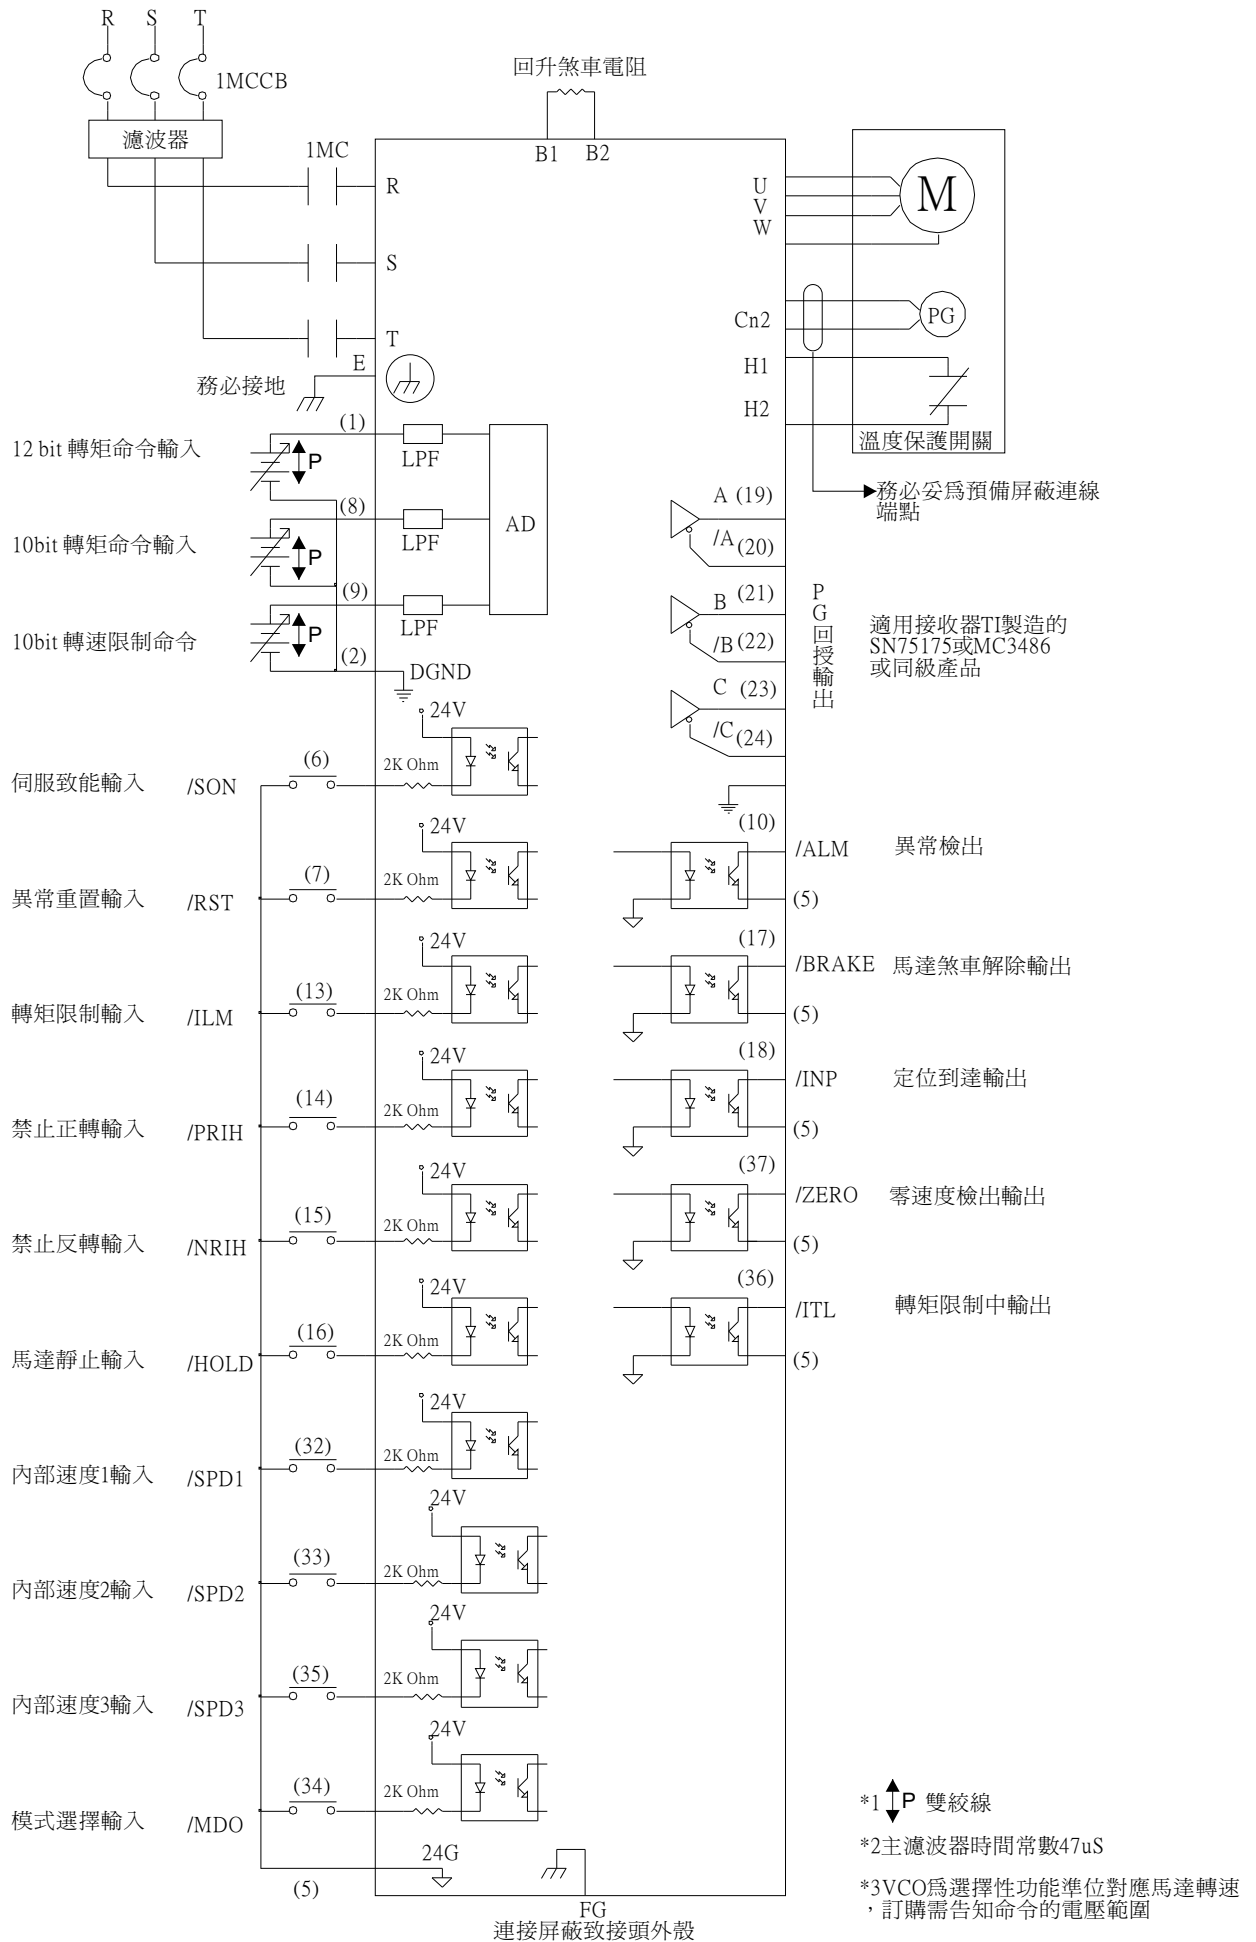 R S T
1MCCB
濾波器
回升煞車電阻
B1 B2
1MC
R
S
T
E
務必接地
U
V
W
M
Cn2
PG
H1
H2
溫度保護開關
務必妥爲預備屏蔽連線
端點
12 bit 轉矩命令輸入
P
(1)
LPF
10bit 轉矩命令輸入
P
(8)
LPF
AD
10bit 轉速限制命令
P
(9)
LPF
(2)
DGND
A (19)
/A (20)
B (21)
/B (22)
C (23)
/C (24)
PG回授輸出
適用接收器TI製造的
SN75175或MC3486
或同級產品
伺服致能輸入 /SON (6) 2K Ohm 24V
異常重置輸入 /RST (7) 2K Ohm 24V
轉矩限制輸入 /ILM (13) 2K Ohm 24V
禁止正轉輸入 /PRIH (14) 2K Ohm 24V
禁止反轉輸入 /NRIH (15) 2K Ohm 24V
馬達靜止輸入 /HOLD (16) 2K Ohm 24V
內部速度1輸入 /SPD1 (32) 2K Ohm 24V
內部速度2輸入 /SPD2 (33) 2K Ohm 24V
內部速度3輸入 /SPD3 (35) 2K Ohm 24V
模式選擇輸入 /MDO (34) 2K Ohm 24V
24G
(5)
(10)
/ALM 異常檢出
(5)
(17)
/BRAKE 馬達煞車解除輸出
(5)
(18)
/INP 定位到達輸出
(5)
(37)
/ZERO 零速度檢出輸出
(5)
(36)
/ITL 轉矩限制中輸出
(5)
FG
連接屏蔽致接頭外殼
*1 P 雙絞線
*2主濾波器時間常數47uS
*3VCO爲選擇性功能準位對應馬達轉速
，訂購需告知命令的電壓範圍